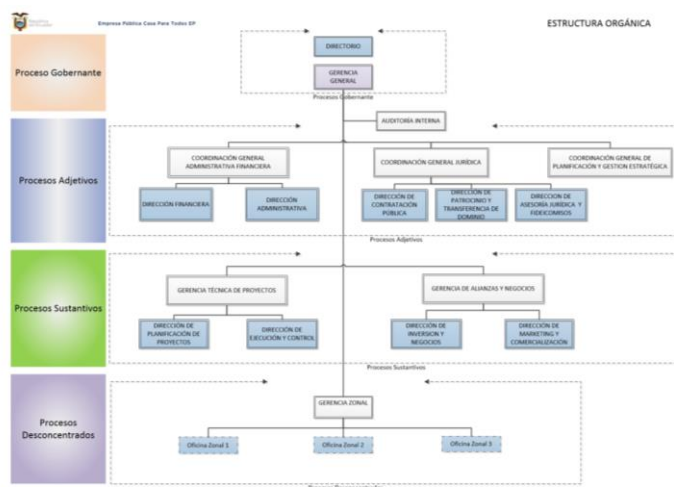 Empresa Pública Casa Para Todos EP
ESTRUCTURA ORGÁNICA
Proceso Gobernante
DIRECTORIO
GERENCIA
GENERAL
Procesos Gobernante
AUDITORÍA INTERNA
Procesos Adjetivos
COORDINACIÓN GENERAL
ADMINISTRATIVA FINANCIERA
COORDINACIÓN GENERAL JURÍDICA
COORDINACIÓN GENERAL DE
PLANIFICACIÓN Y GESTION ESTRATÉGICA
DIRECCIÓN FINANCIERA
DIRECCIÓN
ADMINISTRATIVA
DIRECCIÓN DE
CONTRATACIÓN
PÚBLICA
DIRECCIÓN DE
PATROCINIO Y
TRANSFERENCIA DE
DOMINIO
DIRECCION DE
ASESORÍA JURÍDICA Y
FIDEICOMISOS
Procesos Adjetivos
Procesos Sustantivos
GERENCIA TÉCNICA DE PROYECTOS
GERENCIA DE ALIANZAS Y NEGOCIOS
DIRECCIÓN DE
PLANIFICACIÓN DE
PROYECTOS
DIRECCIÓN DE
EJECUCIÓN Y CONTROL
DIRECCIÓN DE
INVERSION Y
NEGOCIOS
DIRECCIÓN DE
MARKETING Y
COMERCIALIZACIÓN
Procesos Sustantivos
Procesos
Desconcentrados
GERENCIA ZONAL
Oficina Zonal 1
Oficina Zonal 2
Oficina Zonal 3